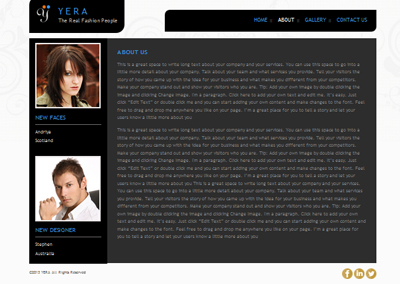 YERA
The Real Fashion People
HOME
ABOUT
GALLERY
CONTACT US
NEW FACES
Andriya
Scotland
NEW DESIGNER
Stephen
Australia
ABOUT US
This is a great space to write long text about your company and your services. You can use this space to go into a
little more detail about your company. Talk about your team and what services you provide. Tell your visitors the
story of how you came up with the idea for your business and what makes you different from your competitors.
Make your company stand out and show your visitors who you are. Tip: Add your own image by double clicking the
image and clicking Change Image. I'm a paragraph. Click here to add your own text and edit me. It's easy. Just
click "Edit Text" or double click me and you can start adding your own content and make changes to the font. Feel
free to drag and drop me anywhere you like on your page. I'm a great place for you to tell a story and let your
users know a little more about you
This is a great space to write long text about your company and your services. You can use this space to go into a
little more detail about your company. Talk about your team and what services you provide. Tell your visitors the
story of how you came up with the idea for your business and what makes you different from your competitors.
Make your company stand out and show your visitors who you are. Tip: Add your own image by double clicking the
image and clicking Change Image. I'm a paragraph. Click here to add your own text and edit me. It's easy. Just
click "Edit Text" or double click me and you can start adding your own content and make changes to the font. Feel
free to drag and drop me anywhere you like on your page. I'm a great place for you to tell a story and let your
users know a little more about you This is a great space to write long text about your company and your services.
You can use this space to go into a little more detail about your company. Talk about your team and what services
you provide. Tell your visitors the story of how you came up with the idea for your business and what makes you
different from your competitors. Make your company stand out and show your visitors who you are. Tip: Add your
own image by double clicking the image and clicking Change Image. I'm a paragraph. Click here to add your own
text and edit me. It's easy. Just click "Edit Text" or double click me and you can start adding your own content and
make changes to the font. Feel free to drag and drop me anywhere you like on your page. I'm a great place for
you to tell a story and let your users know a little more about you
©2013 YERA. All Rights Reserved